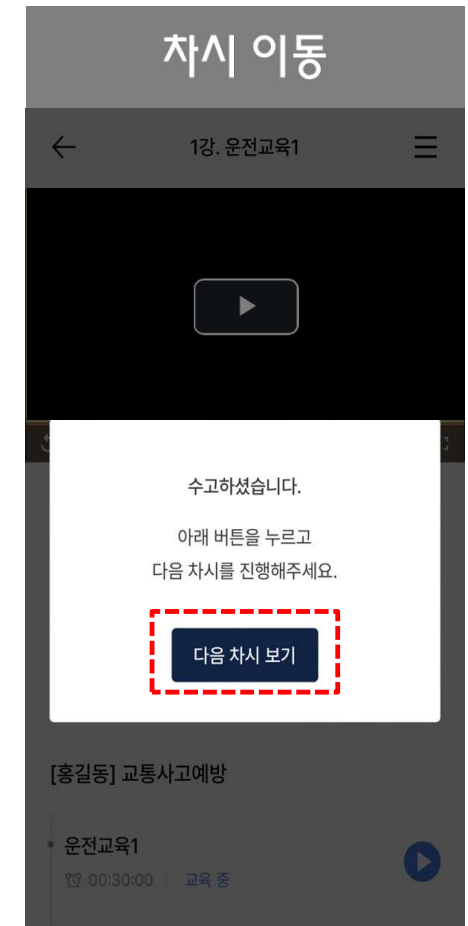 차시 이동
1강. 운전교육1
수고하셨습니다.
아래 버튼을 누르고
다음 차시를 진행해주세요.
다음 차시 보기
[홍길동] 교통사고예방
운전교육1
00:30:00 교육 중